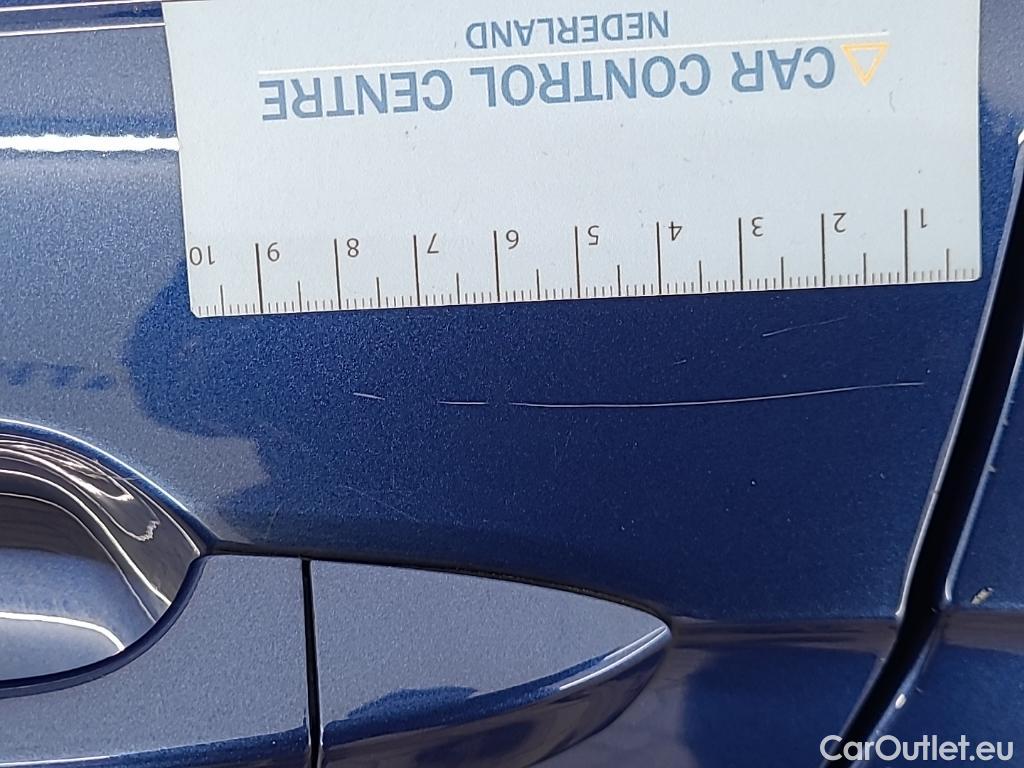 CAR CONTROL CENTRE
NEDERLAND
1 2 3 4 5 6 7 8 9 10
CarOutlet.eu